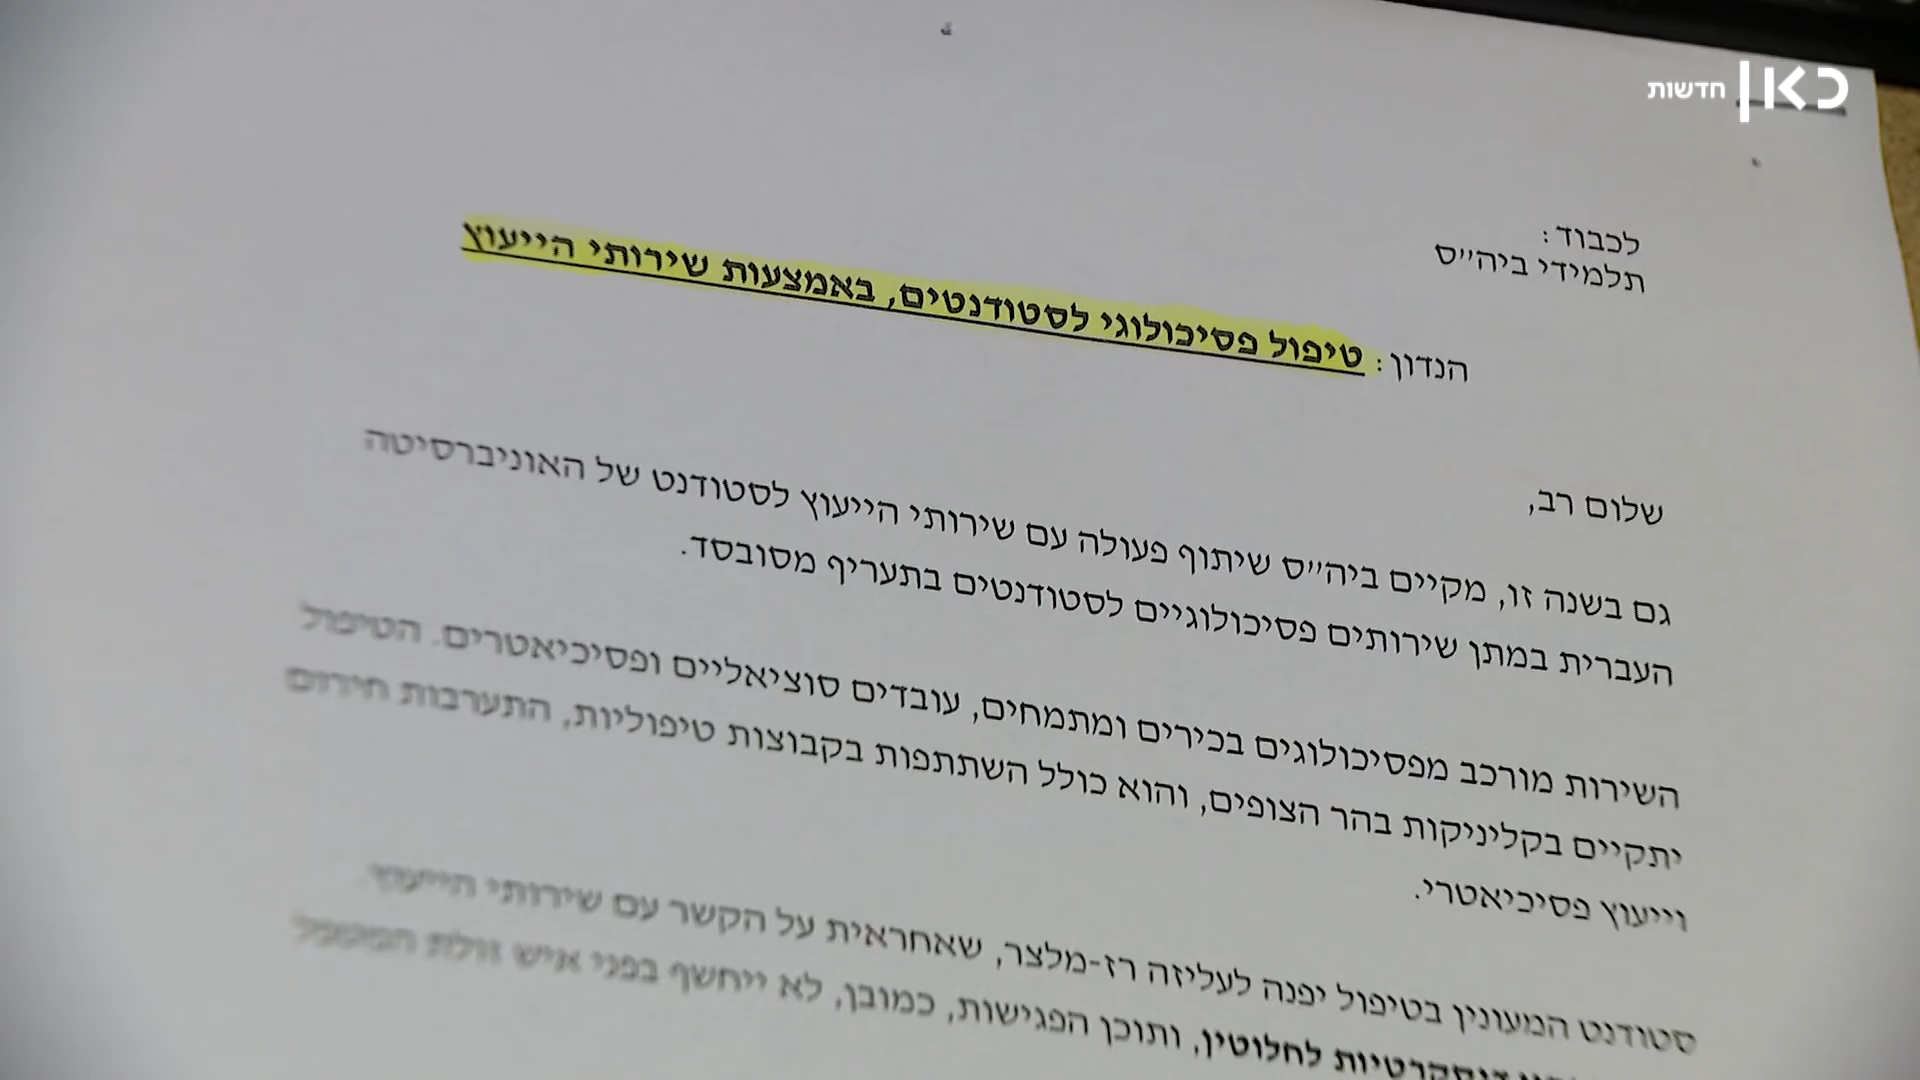 כאן חדשות
לכבוד:
תלמידי ביה״ס
הנדון: טיפול פסיכולוגי לסטודנטים, באמצעות שירותי הייעוץ
שלום רב,
גם בשנה זו, מקיים ביה״ס שיתוף פעולה עם שירותי הייעוץ לסטודנט של האוניברסיטה
העברית במתן שירותים פסיכולוגיים לסטודנטים בתעריף מסובסד.
השירות מורכב מפסיכולוגים בכירים ומתמחים, עובדים סוציאליים ופסיכיאטרים. הטיפול
יתקיים בקליניקות בהר הצופים, והוא כולל השתתפות בקבוצות טיפוליות, התערבות חירום
וייעוץ פסיכיאטרי.
סטודנט המעונין בטיפול יפנה לעליזה רז-מלצר, שאחראית על הקשר עם שירותי הייעוץ.
דיסקרטיות לחלוטין, ותוכן הפגישות, כמובן, לא ייחשף בפני איש זולת המטפל